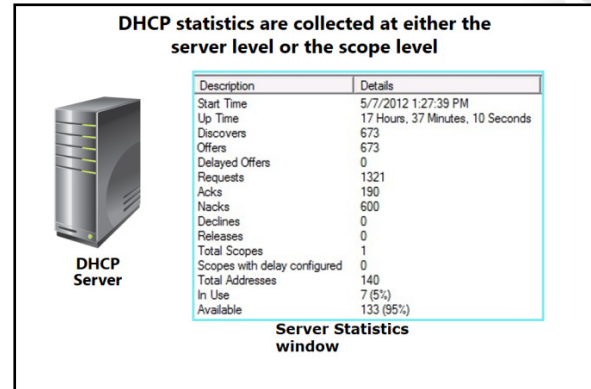 DHCP statistics are collected at either the
server level or the scope level
Description Details
Start Time 5/7/2012 1:27:39 PM
Up Time 17 Hours, 37 Minutes, 10 Seconds
Discovers 673
Offers 673
Delayed Offers 0
Requests 1321
Acks 190
Nacks 600
Declines 0
Releases 0
Total Scopes 1
Scopes with delay configured 0
Total Addresses 140
In Use 7 (5%)
Available 133 (95%)
DHCP
Server
Server Statistics
window